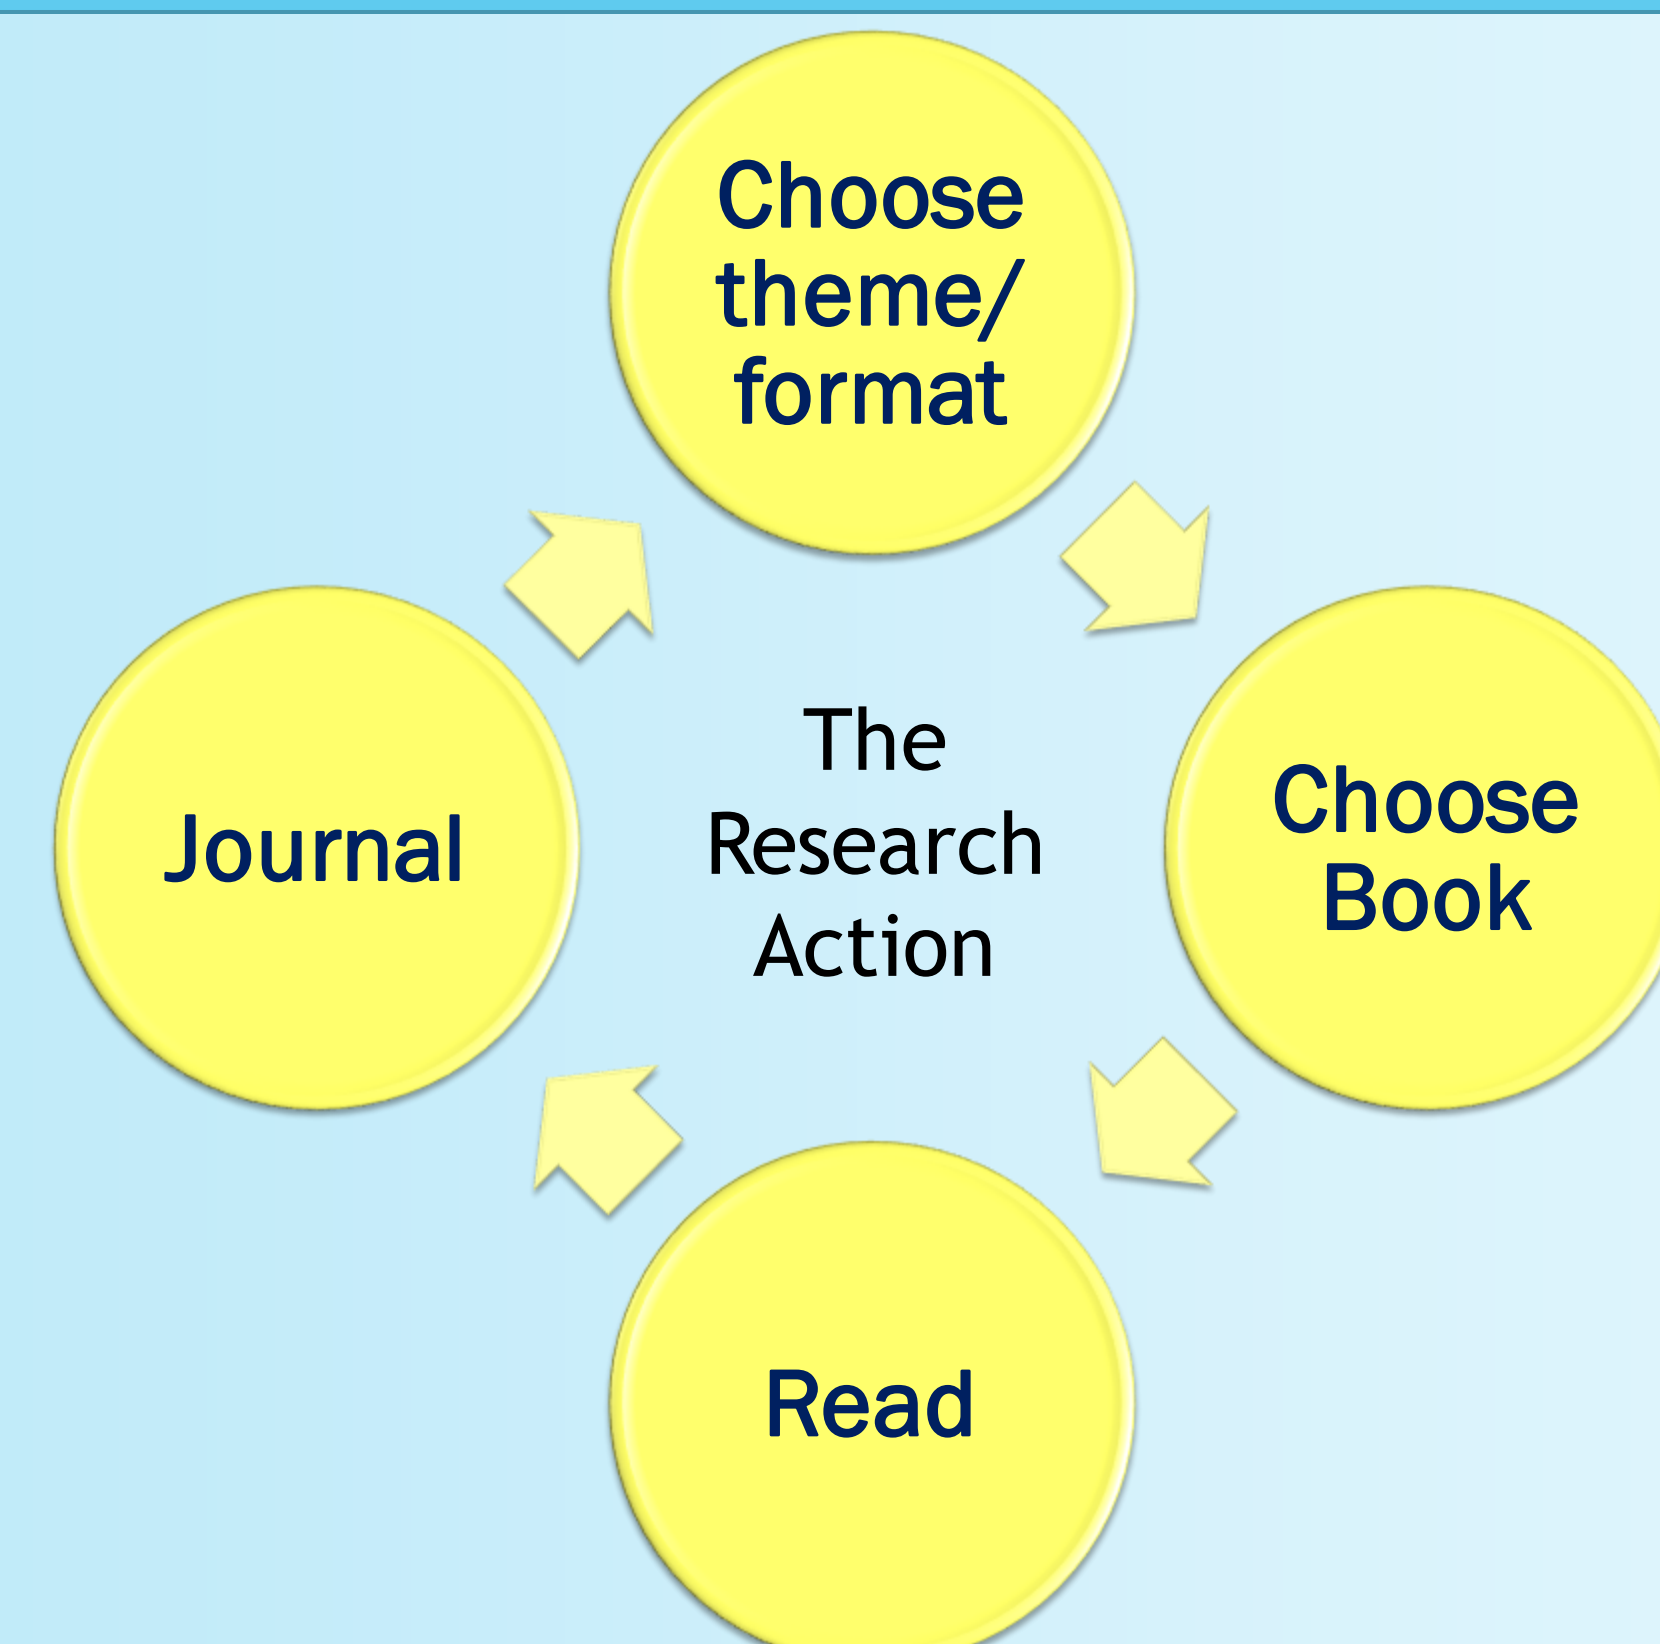 Choose
theme/
format
Choose
Book
Read
Journal
The
Research
Action